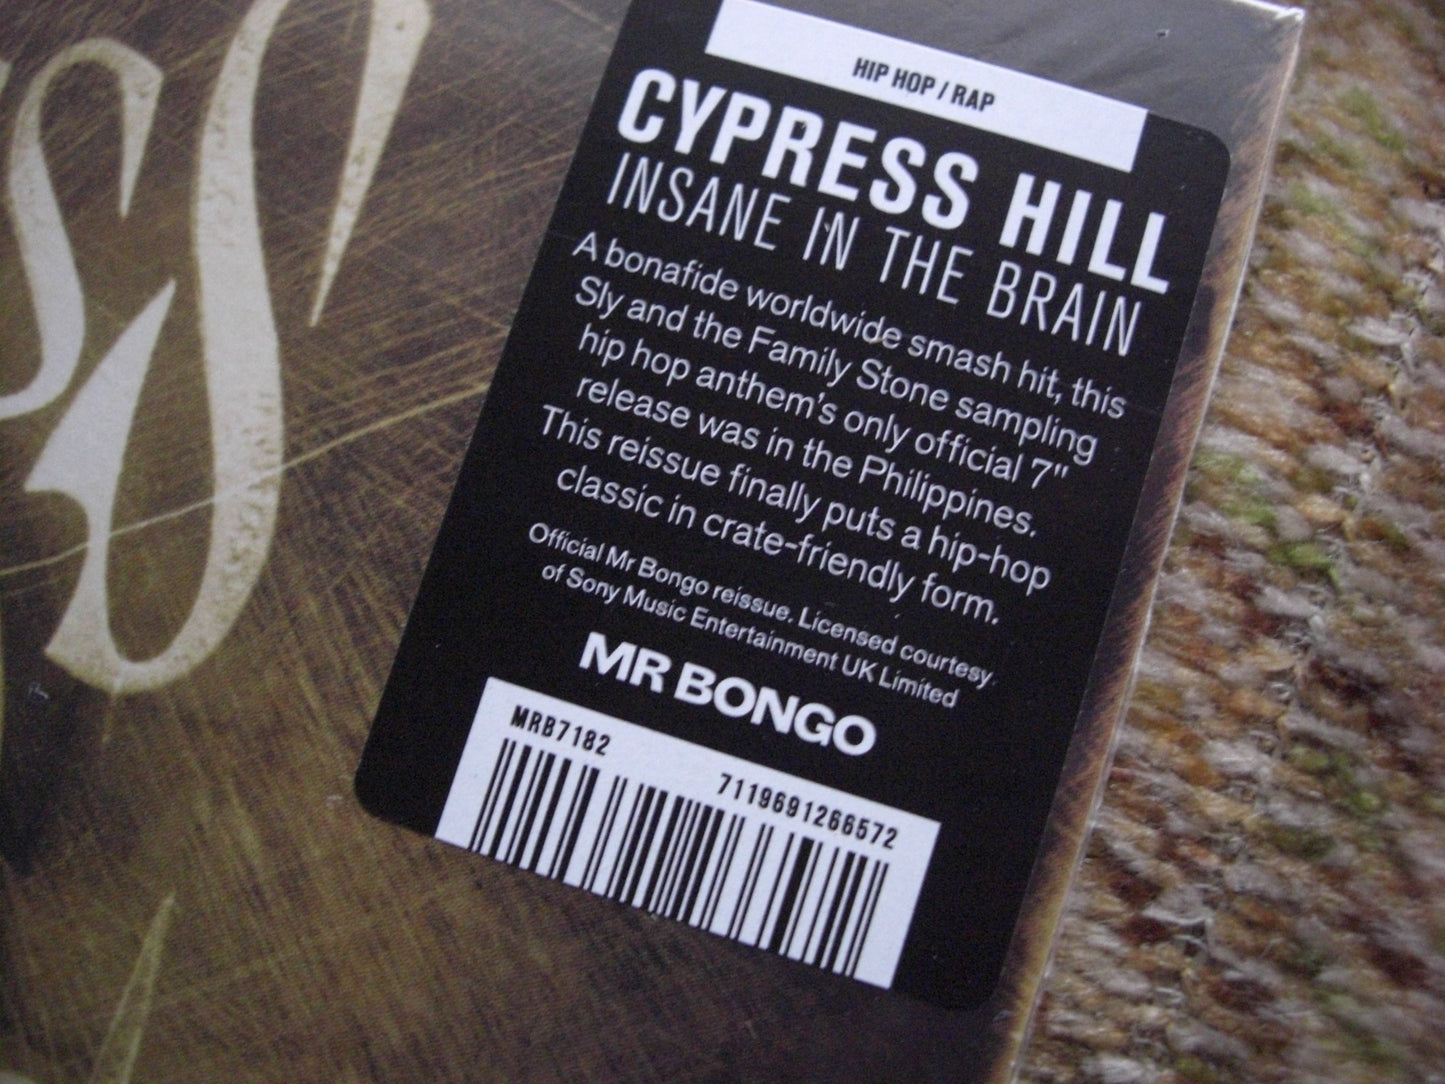 HIP HOP / RAP
CYPRESS HILL
INSANE IN THE BRAIN
A bonafide worldwide smash hit, this
Sly and the Family Stone sampling
hip hop anthem's only official 7"
release was in the Philippines.
This reissue finally puts a hip-hop
classic in crate-friendly form.
Official Mr Bongo reissue. Licensed courtesy
of Sony Music Entertainment UK Limited
MR BONGO
MRB7182
7119691266572